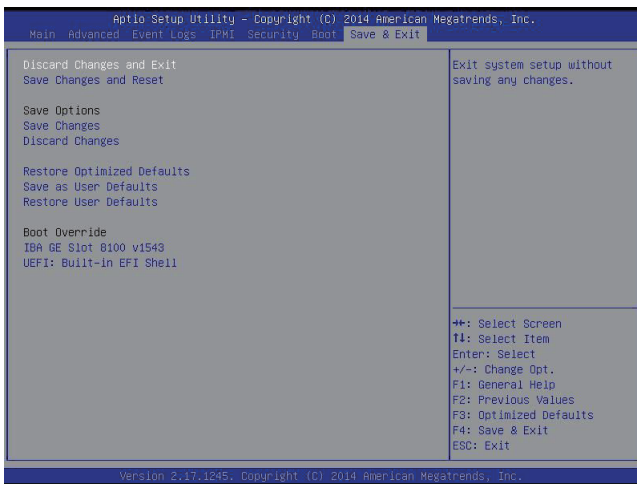 Aptio Setup Utility – Copyright (C) 2014 American Megatrends, Inc.
Main Advanced Event Logs IPMI Security Boot Save & Exit
Discard Changes and Exit
Save Changes and Reset
Save Options
Save Changes
Discard Changes
Restore Optimized Defaults
Save as User Defaults
Restore User Defaults
Boot Override
IBA GE Slot 8100 v1543
UEFI: Built-in EFI Shell
Exit system setup without
saving any changes.
→←: Select Screen
↑↓: Select Item
Enter: Select
+/-: Change Opt.
F1: General Help
F2: Previous Values
F3: Optimized Defaults
F4: Save & Exit
ESC: Exit
Version 2.17.1245. Copyright (C) 2014 American Megatrends, Inc.